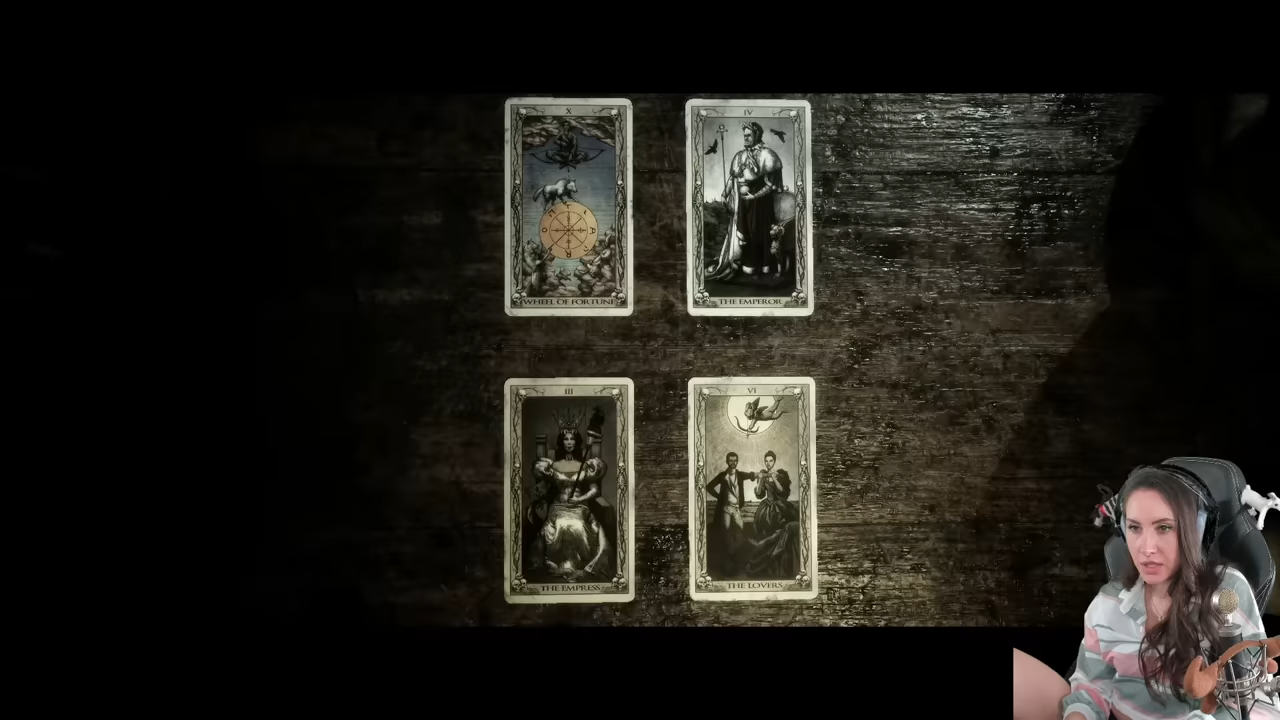 X
WHEEL OF FORTUNE
IV
THE EMPEROR
III
THE EMPRESS
VI
THE LOVERS